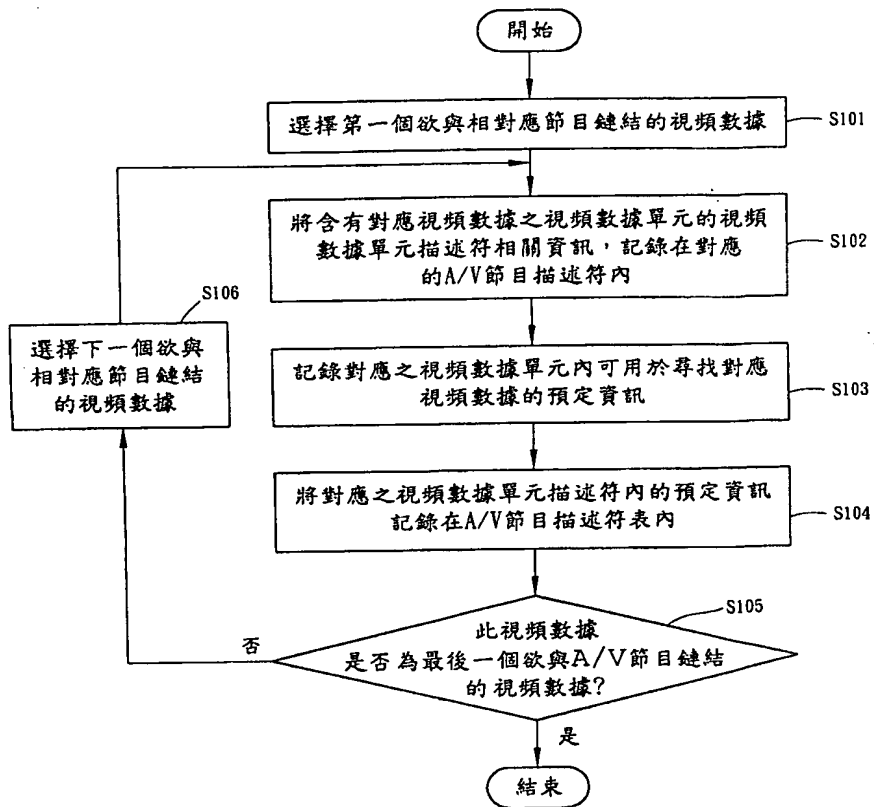 開始
選擇第一個欲與相對應節目鏈結的視頻數據
S101
將含有對應視頻數據之視頻數據單元的視頻
數據單元描述符相關資訊，記錄在對應
的A/V節目描述符內
S102
S106
選擇下一個欲與
相對應節目鏈結
的視頻數據
記錄對應之視頻數據單元內可用於尋找對應
視頻數據的預定資訊
S103
將對應之視頻數據單元描述符內的預定資訊
記錄在A/V節目描述符表內
S104
S105
此視頻數據
是否為最後一個欲與A/V節目鏈結
的視頻數據?
否
是
結束